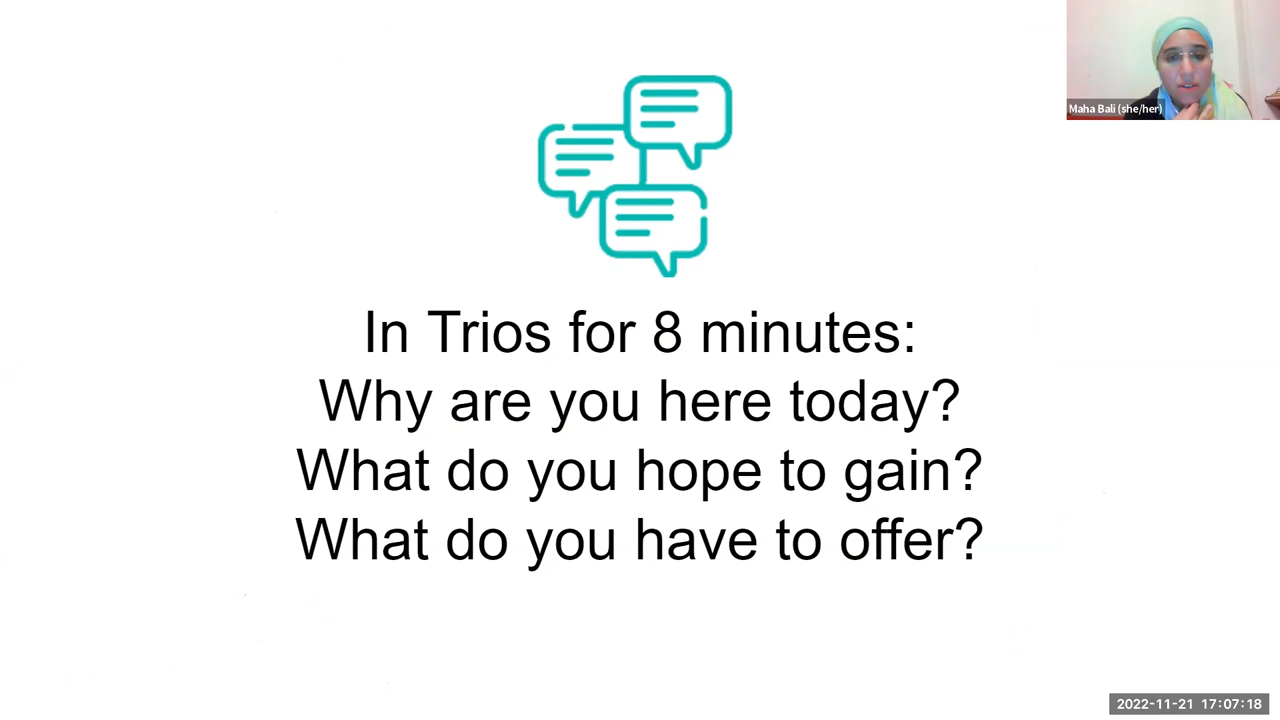 Maha Bali (she/her)
In Trios for 8 minutes:
Why are you here today?
What do you hope to gain?
What do you have to offer?
2022-11-21 17:07:18